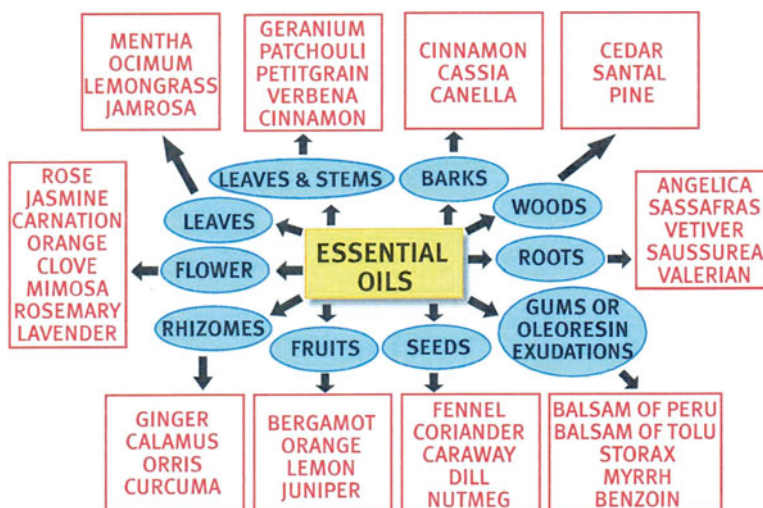 MENTHA
OCIMUM
LEMONGRASS
JAMROSA
GERANIUM
PATCHOULI
PETITGRAIN
VERBENA
CINNAMON
CINNAMON
CASSIA
CANELLA
CEDAR
SANTAL
PINE
LEAVES & STEMS
BARKS
WOODS
LEAVES
ROSE
JASMINE
CARNATION
ORANGE
CLOVE
MIMOSA
ROSEMARY
LAVENDER
FLOWER
ESSENTIAL
OILS
ROOTS
ANGELICA
SASSAFRAS
VETIVER
SAUSSUREA
VALERIAN
RHIZOMES
FRUITS
SEEDS
GUMS OR
OLEORESIN
EXUDATIONS
GINGER
CALAMUS
ORRIS
CURCUMA
BERGAMOT
ORANGE
LEMON
JUNIPER
FENNEL
CORIANDER
CARAWAY
DILL
NUTMEG
BALSAM OF PERU
BALSAM OF TOLU
STORAX
MYRRH
BENZOIN